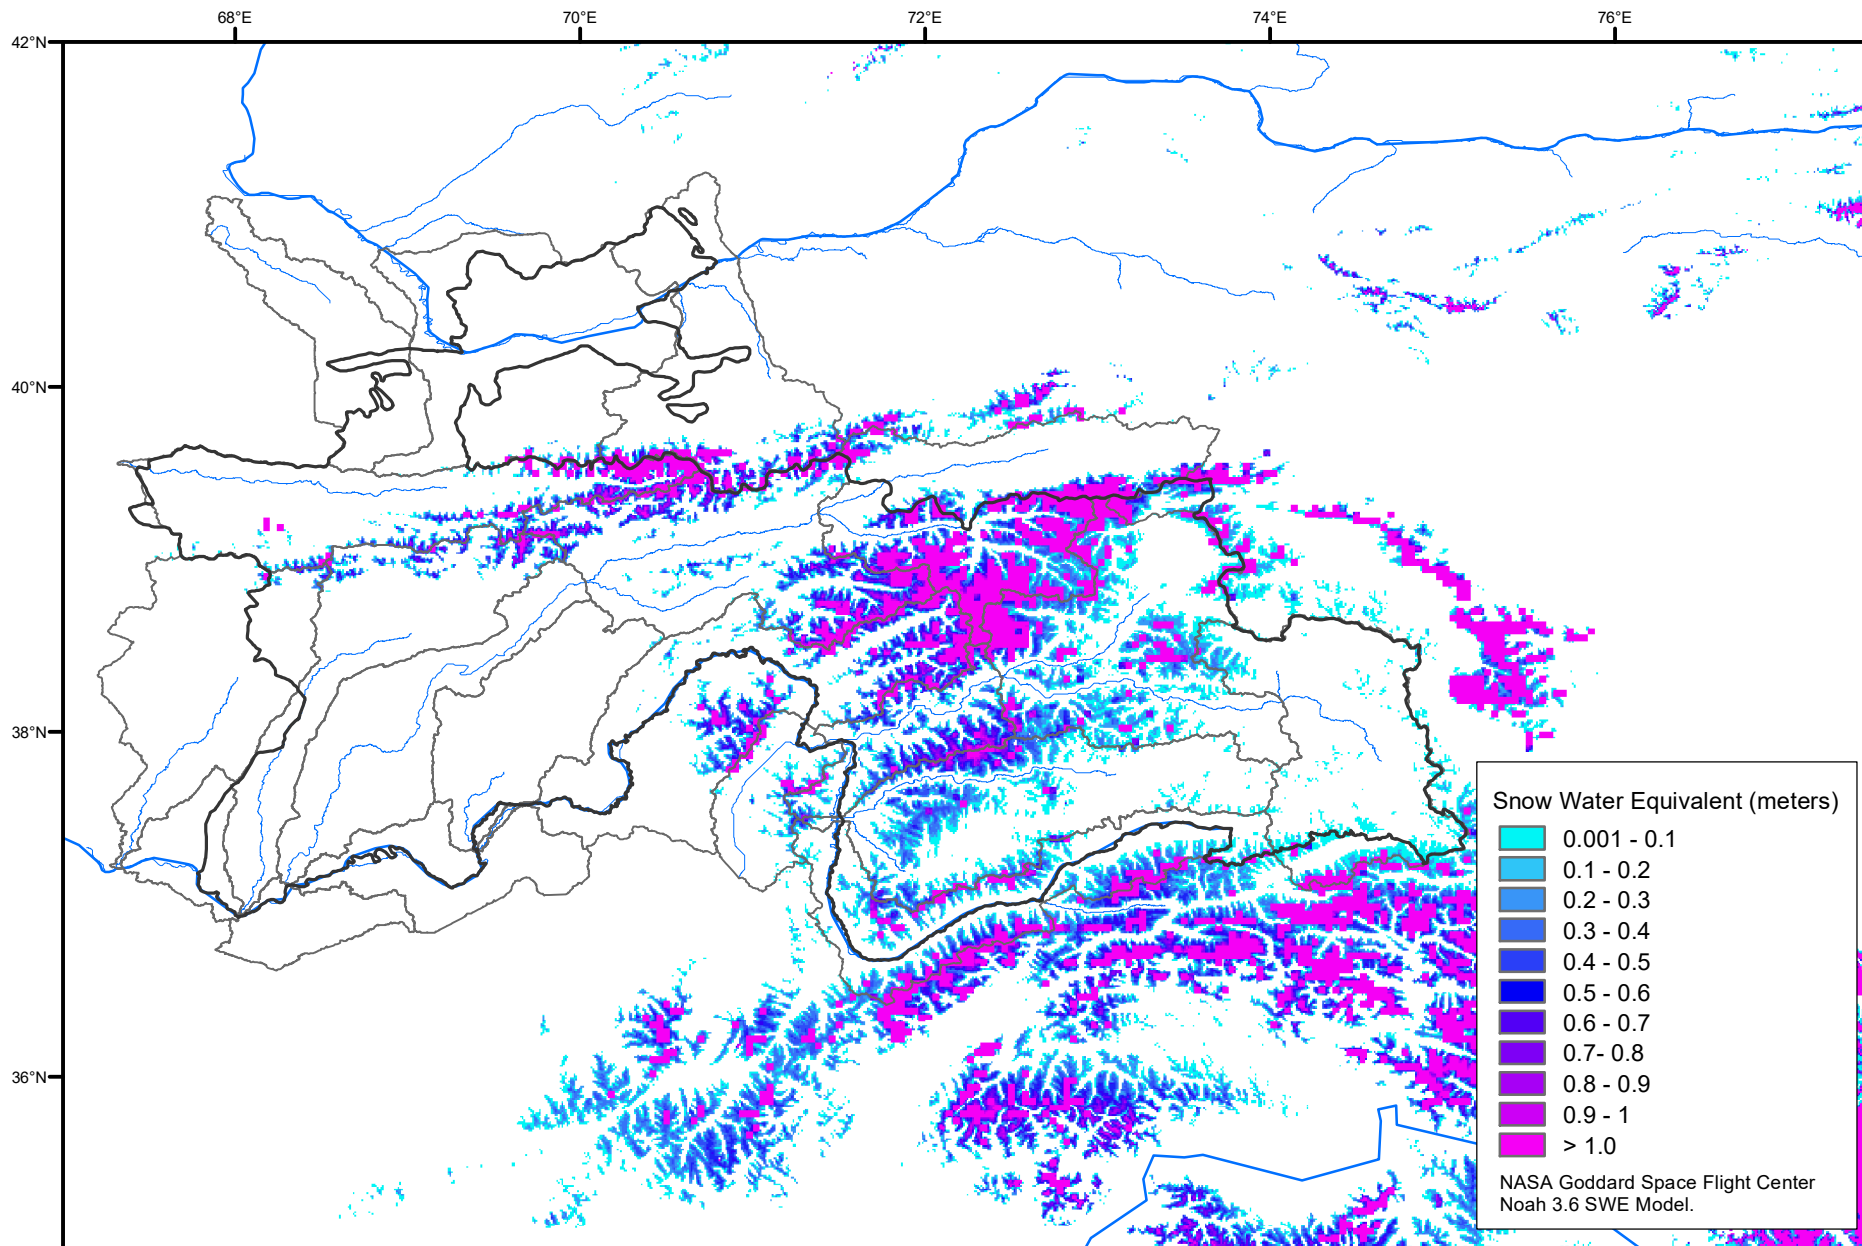 68°E 70°E 72°E 74°E 76°E
42°N
40°N
38°N
36°N
Snow Water Equivalent (meters)
0.001 - 0.1
0.1 - 0.2
0.2 - 0.3
0.3 - 0.4
0.4 - 0.5
0.5 - 0.6
0.6 - 0.7
0.7- 0.8
0.8 - 0.9
0.9 - 1
> 1.0
NASA Goddard Space Flight Center
Noah 3.6 SWE Model.